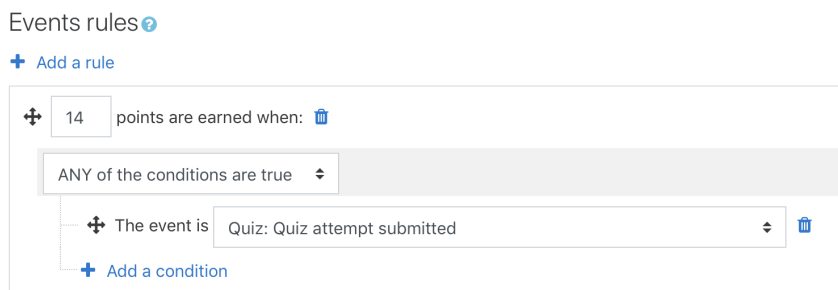 Events rules
Add a rule
14 points are earned when:
ANY of the conditions are true
The event is Quiz: Quiz attempt submitted
Add a condition